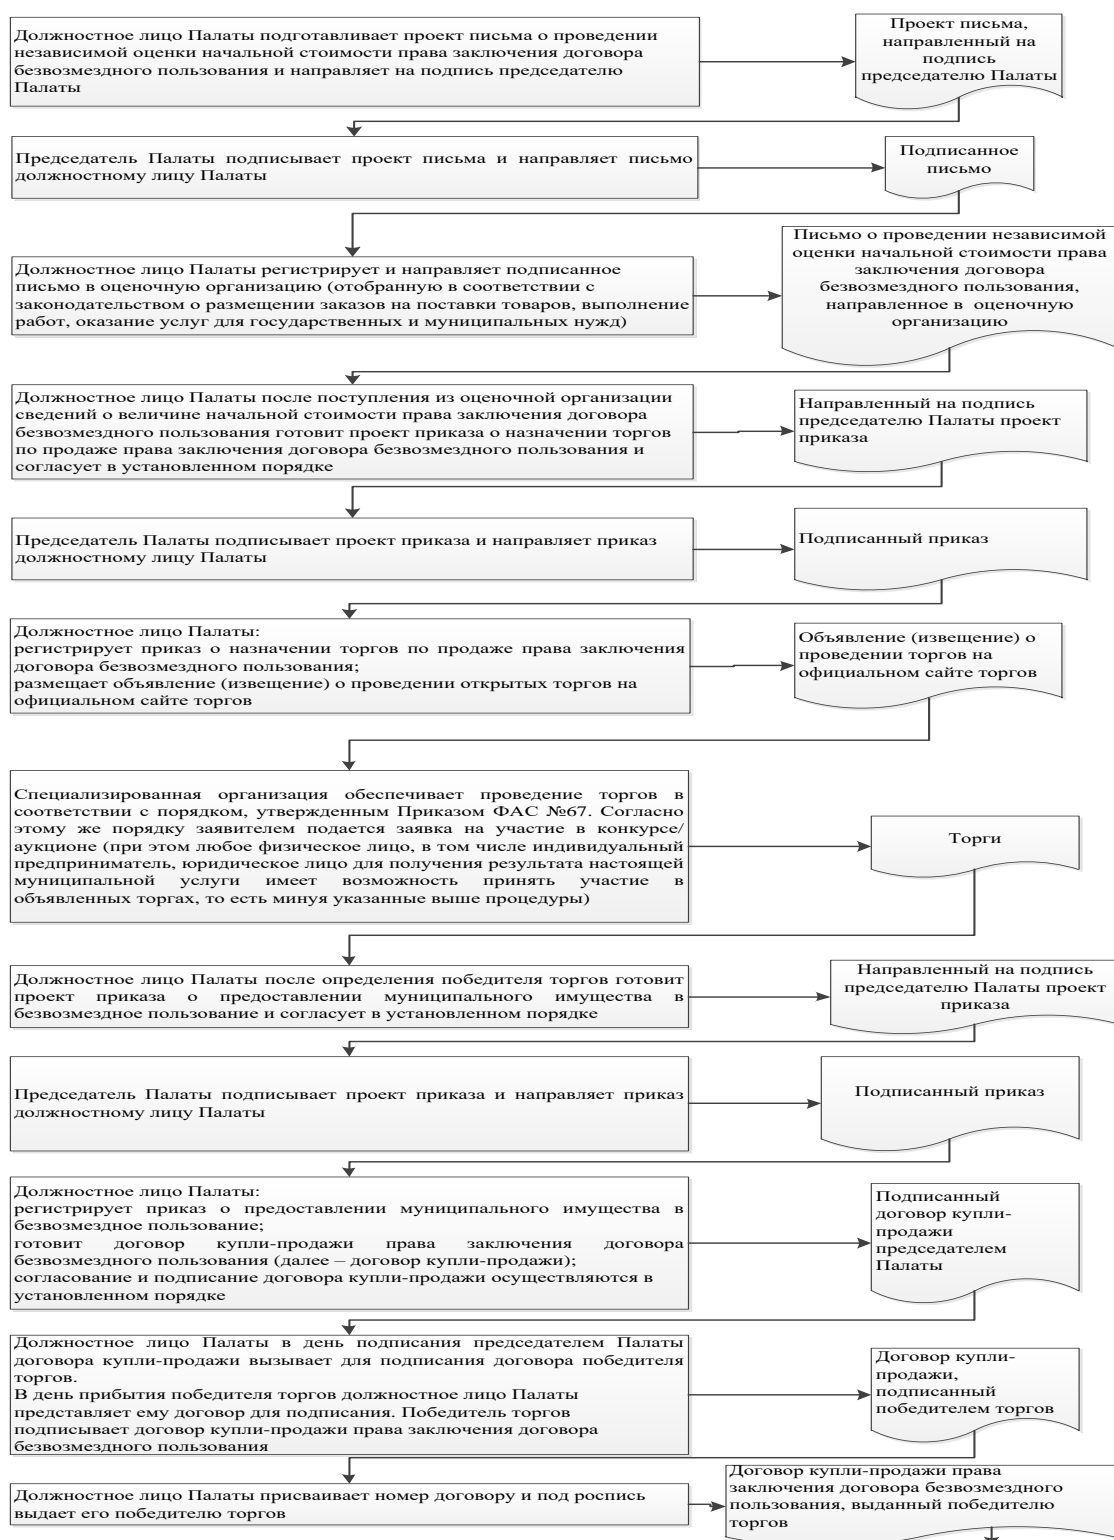 Должностное лицо Палаты подготавливает проект письма о проведении
независимой оценки начальной стоимости права заключения договора
безвозмездного пользования и направляет на подпись председателю
Палаты
Проект письма,
направленный на
подпись
председателю Палаты
Председатель Палаты подписывает проект письма и направляет письмо
должностному лицу Палаты
Подписанное
письмо
Должностное лицо Палаты регистрирует и направляет подписанное
письмо в оценочную организацию (отобранную в соответствии с
законодательством о размещении заказов на поставки товаров, выполнение
работ, оказание услуг для государственных и муниципальных нужд)
Письмо о проведении независимой
оценки начальной стоимости права
заключения договора
безвозмездного пользования,
направленное в оценочную
организацию
Должностное лицо Палаты после поступления из оценочной организации
сведений о величине начальной стоимости права заключения договора
безвозмездного пользования готовит проект приказа о назначении торгов
по продаже права заключения договора безвозмездного пользования и
согласует в установленном порядке
Направленный на подпись
председателю Палаты проект
приказа
Председатель Палаты подписывает проект приказа и направляет приказ
должностному лицу Палаты
Подписанный приказ
Должностное лицо Палаты:
регистрирует приказ о назначении торгов по продаже права заключения
договора безвозмездного пользования;
размещает объявление (извещение) о проведении открытых торгов на
официальном сайте торгов
Объявление (извещение) о
проведении торгов на
официальном сайте торгов
Специализированная организация обеспечивает проведение торгов в
соответствии с порядком, утвержденным Приказом ФАС №67. Согласно
этому же порядку заявителем подается заявка на участие в конкурсе/
аукционе (при этом любое физическое лицо, в том числе индивидуальный
предприниматель, юридическое лицо для получения результата настоящей
муниципальной услуги имеет возможность принять участие в
объявленных торгах, то есть минуя указанные выше процедуры)
Торги
Должностное лицо Палаты после определения победителя торгов готовит
проект приказа о предоставлении муниципального имущества в
безвозмездное пользование и согласует в установленном порядке
Направленный на подпись
председателю Палаты проект
приказа
Председатель Палаты подписывает проект приказа и направляет приказ
должностному лицу Палаты
Подписанный приказ
Должностное лицо Палаты:
регистрирует приказ о предоставлении муниципального имущества в
безвозмездное пользование;
готовит договор купли-продажи права заключения договора
безвозмездного пользования (далее – договор купли-продажи);
согласование и подписание договора купли-продажи осуществляются в
установленном порядке
Подписанный
договор купли-
продажи
председателем
Палаты
Должностное лицо Палаты в день подписания председателем Палаты
договора купли-продажи вызывает для подписания договора победителя
торгов.
В день прибытия победителя торгов должностное лицо Палаты
представляет ему договор для подписания. Победитель торгов
подписывает договор купли-продажи права заключения договора
безвозмездного пользования
Договор купли-
продажи,
подписанный
победителем торгов
Должностное лицо Палаты присваивает номер договору и под роспись
выдает его победителю торгов
Договор купли-продажи права
заключения договора безвозмездного
пользования, выданный победителю
торгов